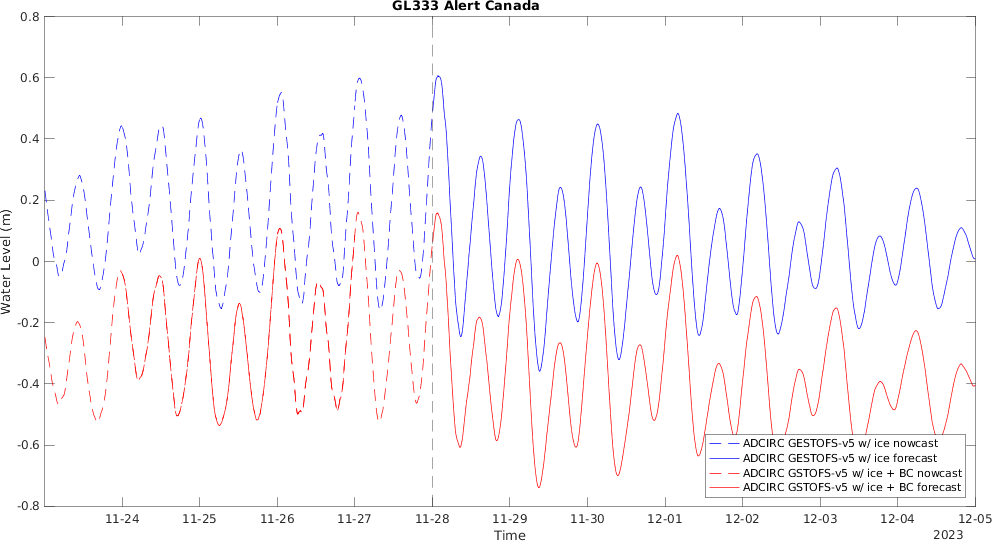 GL333 Alert Canada
0.8
0.6
0.4
0.2
0
-0.2
-0.4
-0.6
-0.8
Water Level (m)
ADCIRC GESTOFS-v5 w/ ice nowcast
ADCIRC GESTOFS-v5 w/ ice forecast
ADCIRC GSTOFS-v5 w/ ice + BC nowcast
ADCIRC GSTOFS-v5 w/ ice + BC forecast
11-24 11-25 11-26 11-27 11-28 11-29 11-30 12-01 12-02 12-03 12-04 12-05
Time
2023